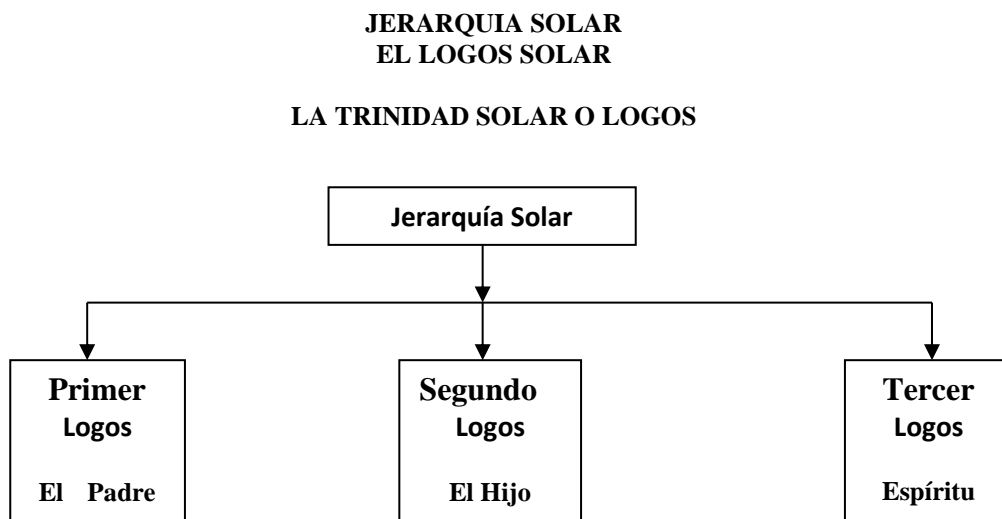 JERARQUIA SOLAR
EL LOGOS SOLAR
LA TRINIDAD SOLAR O LOGOS
Jerarquía Solar
Primer
Logos
El Padre
Segundo
Logos
El Hijo
Tercer
Logos
Espíritu